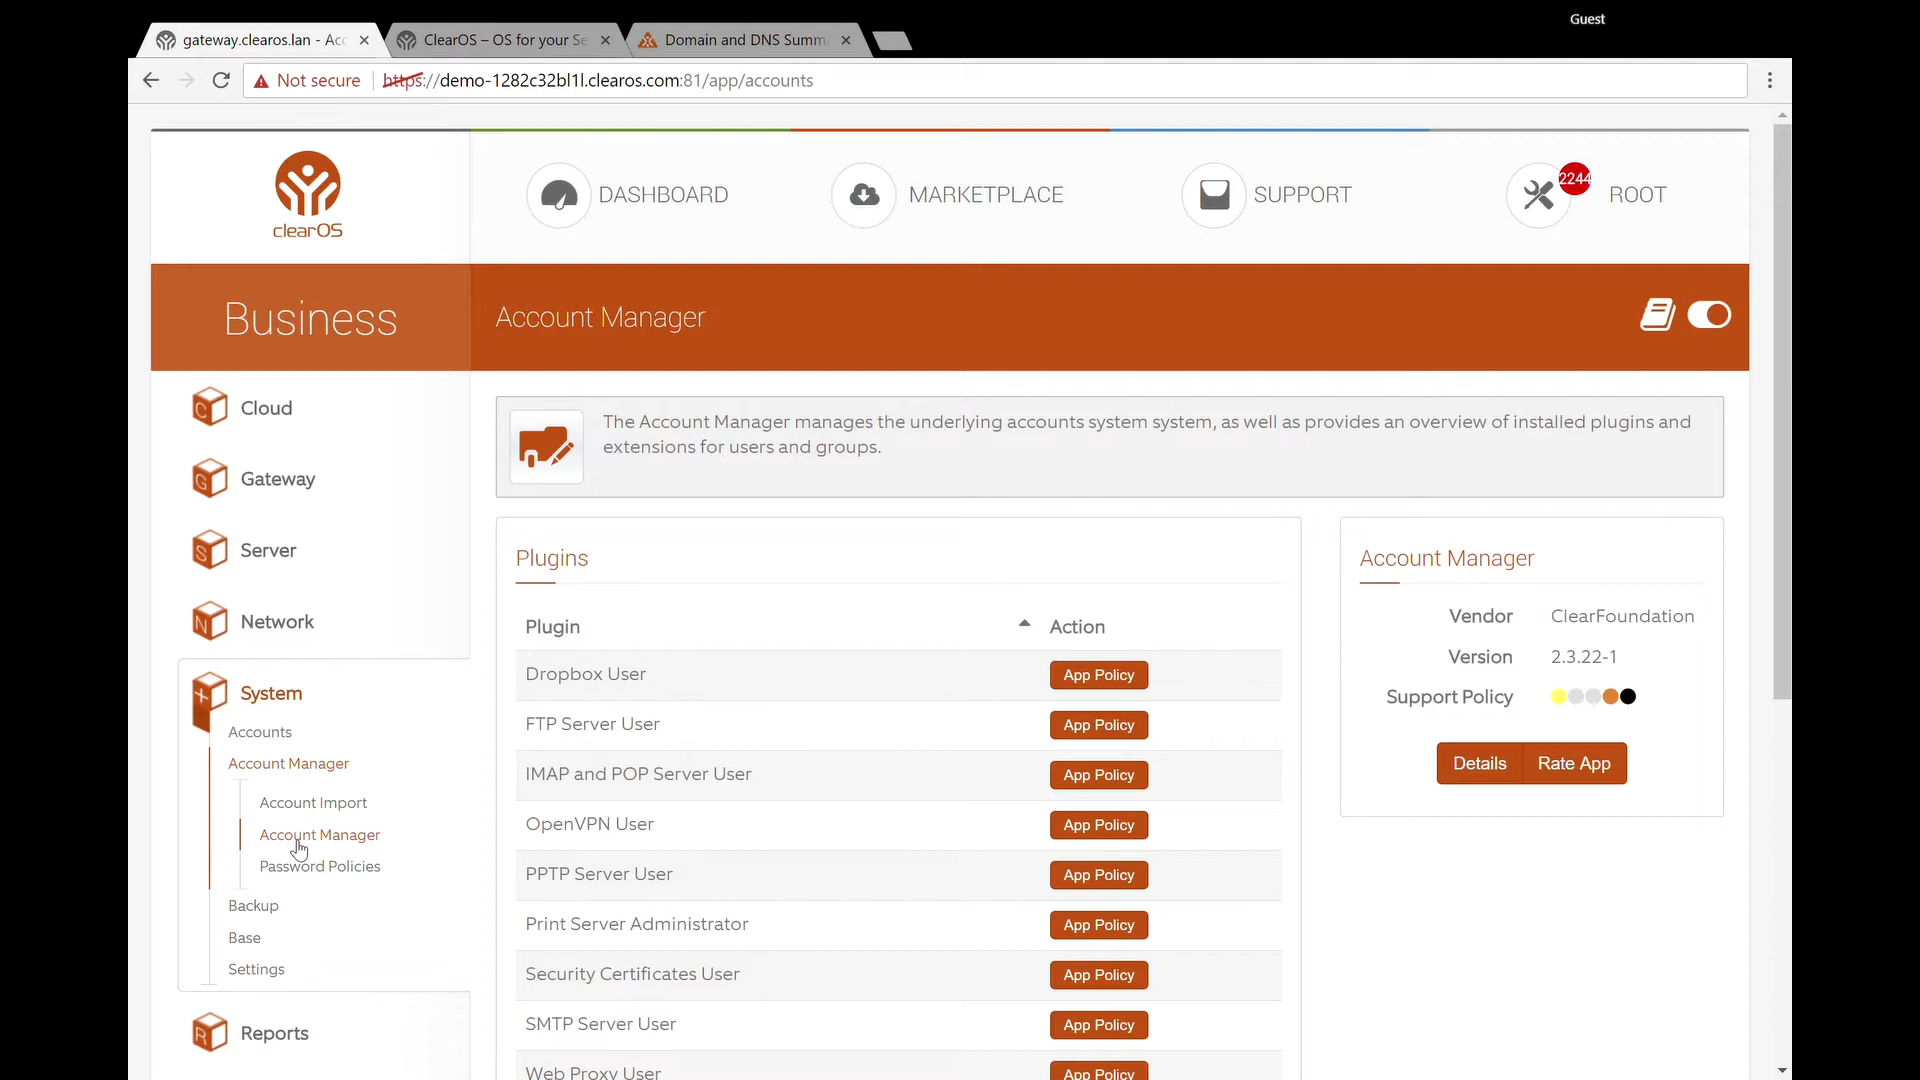 Guest
gateway.clearos.lan - Acc
ClearOS – OS for your Se
Domain and DNS Summ
Not secure
https://demo-1282c32bl1l.clearos.com:81/app/accounts
clearOS
DASHBOARD
MARKETPLACE
SUPPORT
2244
ROOT
Business
Account Manager
Cloud
Gateway
Server
Network
System
Accounts
Account Manager
Account Import
Account Manager
Password Policies
Backup
Base
Settings
Reports
The Account Manager manages the underlying accounts system system, as well as provides an overview of installed plugins and
extensions for users and groups.
Plugins
Plugin Action
Dropbox User App Policy
FTP Server User App Policy
IMAP and POP Server User App Policy
OpenVPN User App Policy
PPTP Server User App Policy
Print Server Administrator App Policy
Security Certificates User App Policy
SMTP Server User App Policy
Web Proxy User App Policy
Account Manager
Vendor ClearFoundation
Version 2.3.22-1
Support Policy
Details Rate App